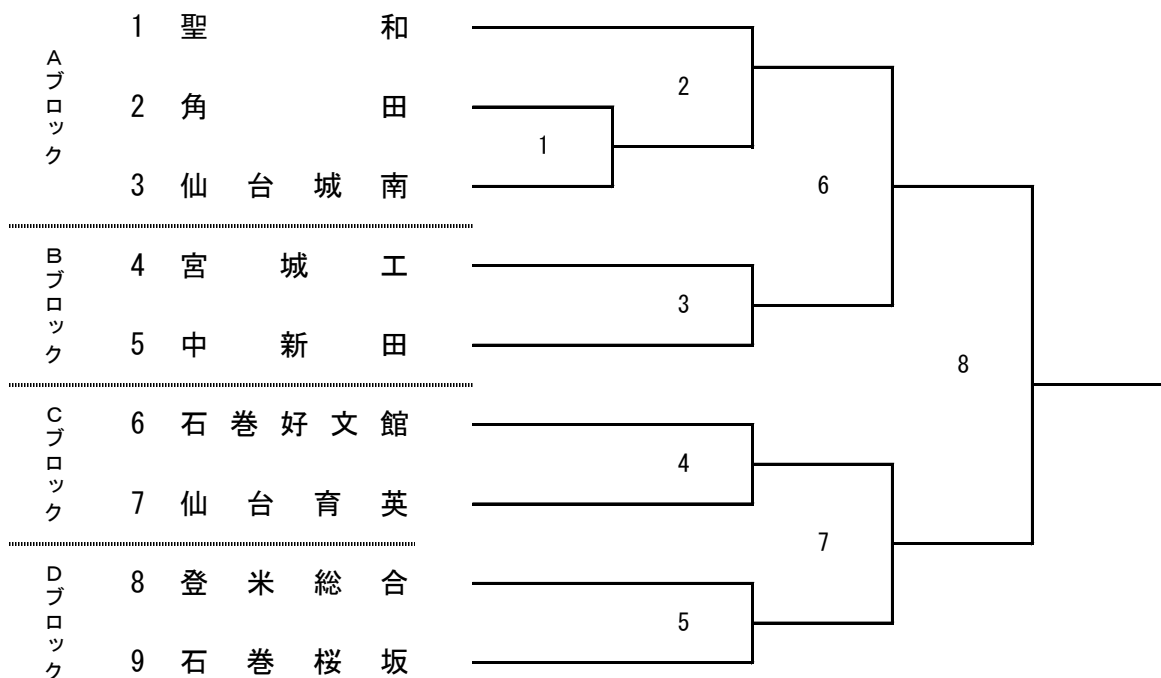 Aブロック
1 聖和
2 角田
3 仙台城南
Bブロック
4 宮城工
5 中新田
Cブロック
6 石巻好文館
7 仙台育英
Dブロック
8 登米総合
9 石巻桜坂
1
2
3
4
5
6
7
8